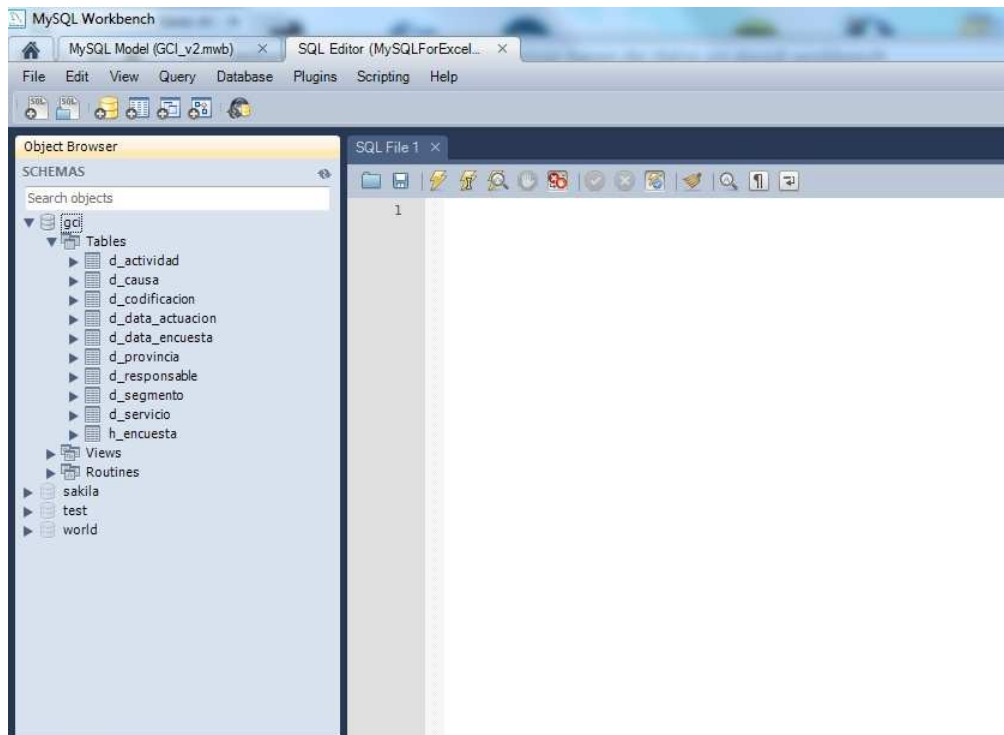 MySQL Workbench
MySQL Model (GCI_v2.mwb) × SQL Editor (MySQLForExcel... ×
File Edit View Query Database Plugins Scripting Help
Object Browser
SCHEMAS
Search objects
gci
Tables
d_actividad
d_causa
d_codificacion
d_data_actuacion
d_data_encuesta
d_provincia
d_responsable
d_segmento
d_servicio
h_encuesta
Views
Routines
sakila
test
world
SQL File 1 ×
1